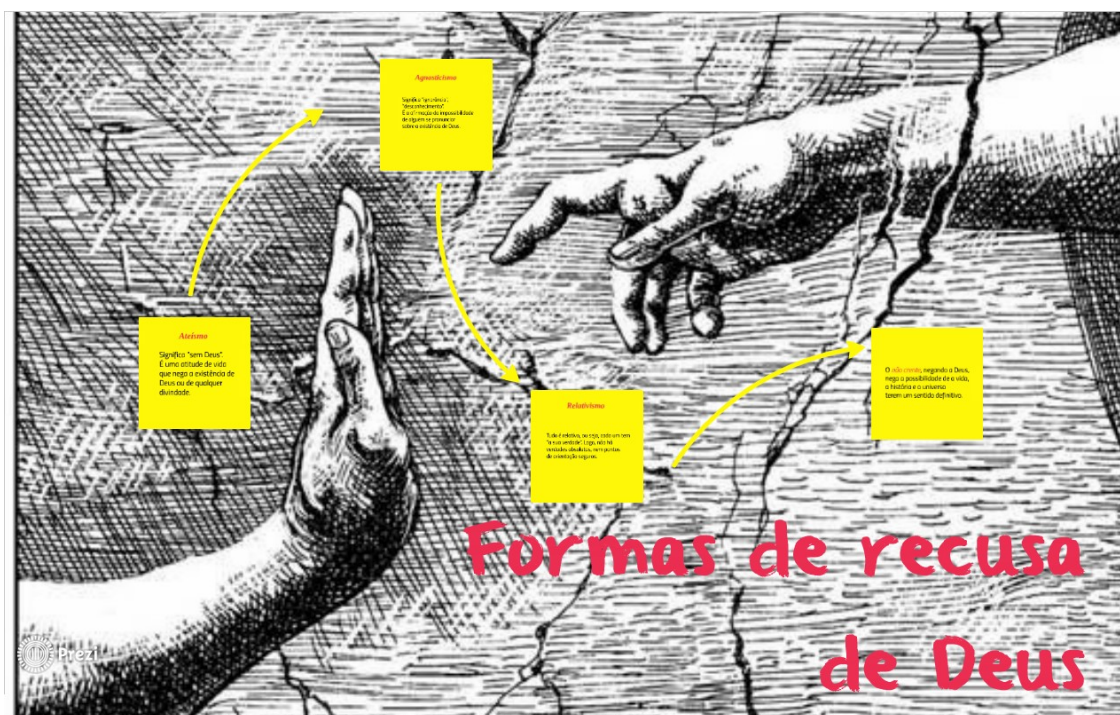 Ateísmo
Significa "sem Deus".
É uma atitude de vida
que nega a existência de
Deus ou de qualquer
divindade.
Agnosticismo
Significa "ignorância",
"desconhecimento".
É a afirmação da impossibilidade
de alguém se pronunciar
sobre a existência de Deus.
Relativismo
Tudo é relativo, ou seja, cada um tem
"a sua verdade". Logo, não há
verdades absolutas, nem pontos
de orientação seguros.
O não crente, negando a Deus,
nega a possibilidade de a vida,
a história e o universo
terem um sentido definitivo.
Formas de recusa
de Deus
Prezi